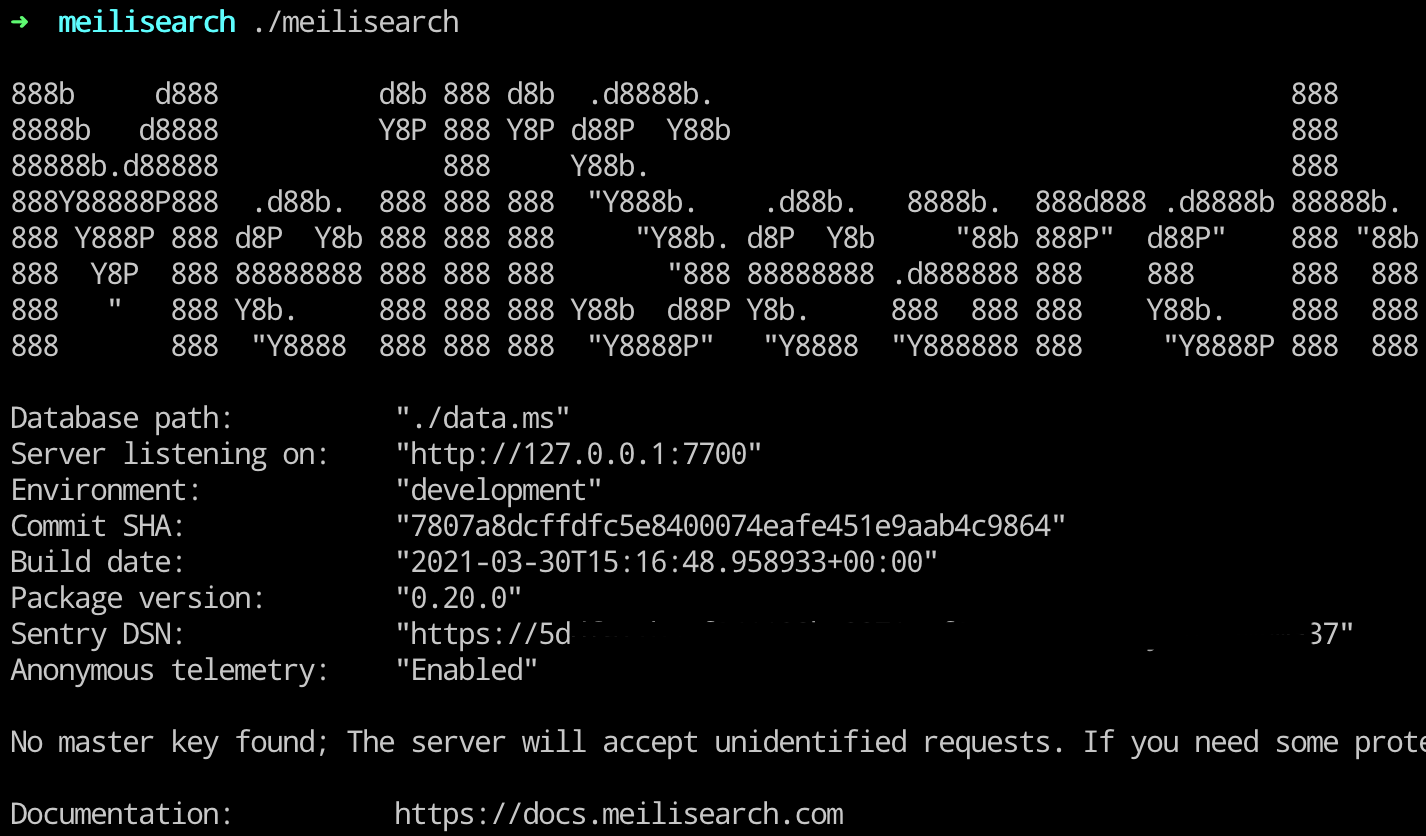 ➜  meilisearch ./meilisearch

888b     d888          d8b 888 d8b  .d8888b.                                    888
8888b   d8888          Y8P 888 Y8P d88P  Y88b                                   888
88888b.d88888              888     Y88b.                                        888
888Y88888P888  .d88b.  888 888 888  "Y888b.    .d88b.   8888b.  888d888 .d8888b 88888b.
888 Y888P 888 d8P  Y8b 888 888 888     "Y88b. d8P  Y8b     "88b 888P"  d88P"    888 "88b
888  Y8P  888 88888888 888 888 888       "888 88888888 .d888888 888    888      888  888
888   "   888 Y8b.     888 888 888 Y88b  d88P Y8b.     888  888 888    Y88b.    888  888
888       888  "Y8888  888 888 888  "Y8888P"   "Y8888  "Y888888 888     "Y8888P 888  888

Database path:          "./data.ms"
Server listening on:    "http://127.0.0.1:7700"
Environment:            "development"
Commit SHA:             "7807a8dcffdfc5e8400074eafe451e9aab4c9864"
Build date:             "2021-03-30T15:16:48.958933+00:00"
Package version:        "0.20.0"
Sentry DSN:             "https://5d 37"
Anonymous telemetry:    "Enabled"

No master key found; The server will accept unidentified requests. If you need some prote

Documentation:          https://docs.meilisearch.com